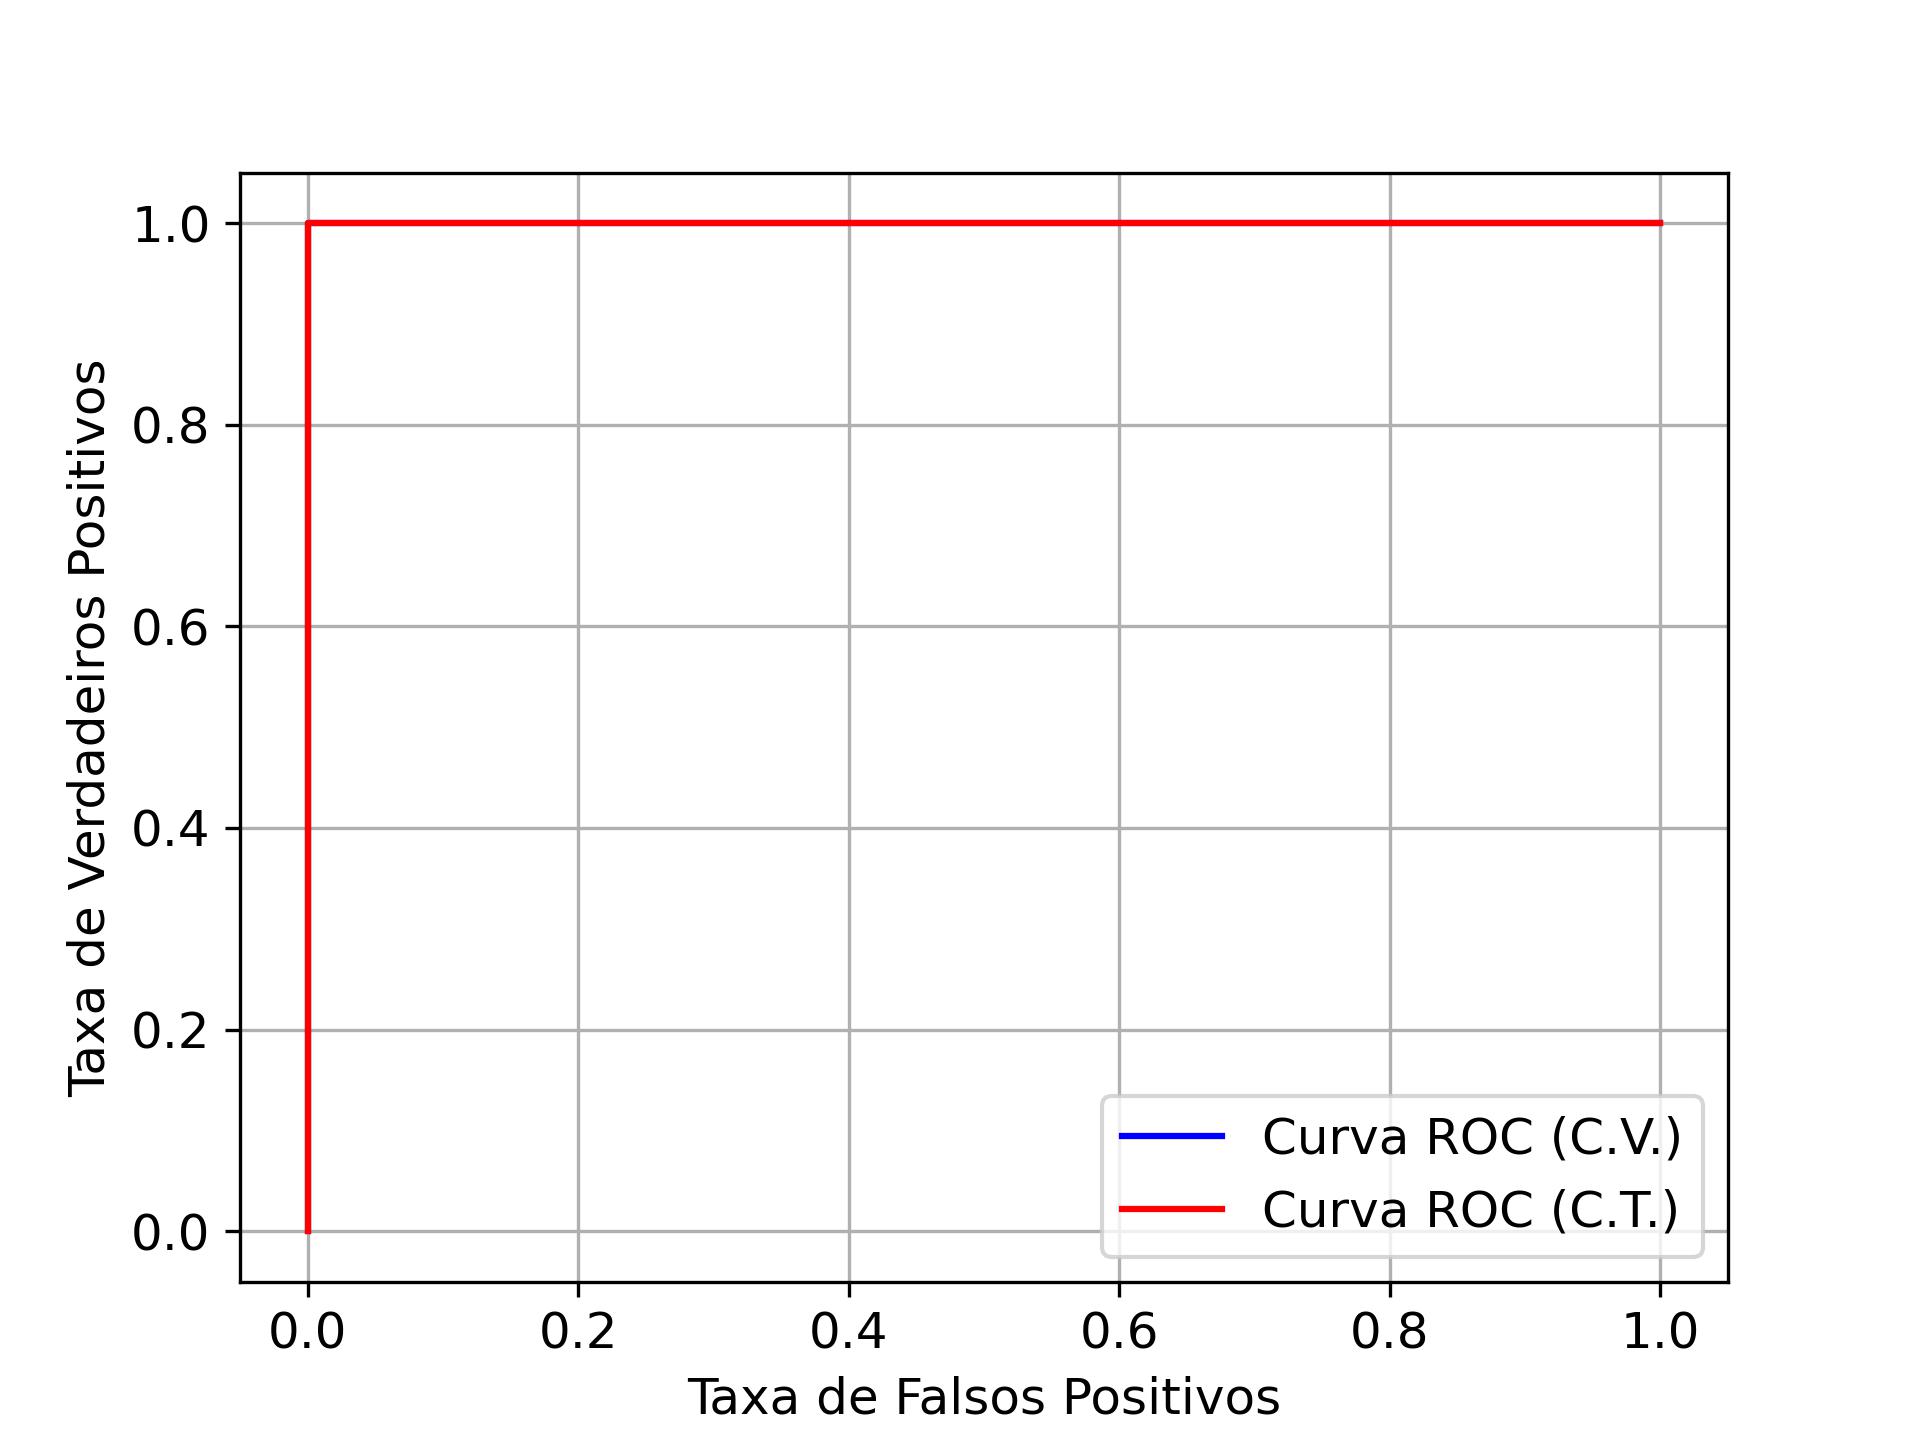 1.0
0.8
0.6
0.4
0.2
0.0
Taxa de Verdadeiros Positivos
Curva ROC (C.V.)
Curva ROC (C.T.)
0.0 0.2 0.4 0.6 0.8 1.0
Taxa de Falsos Positivos